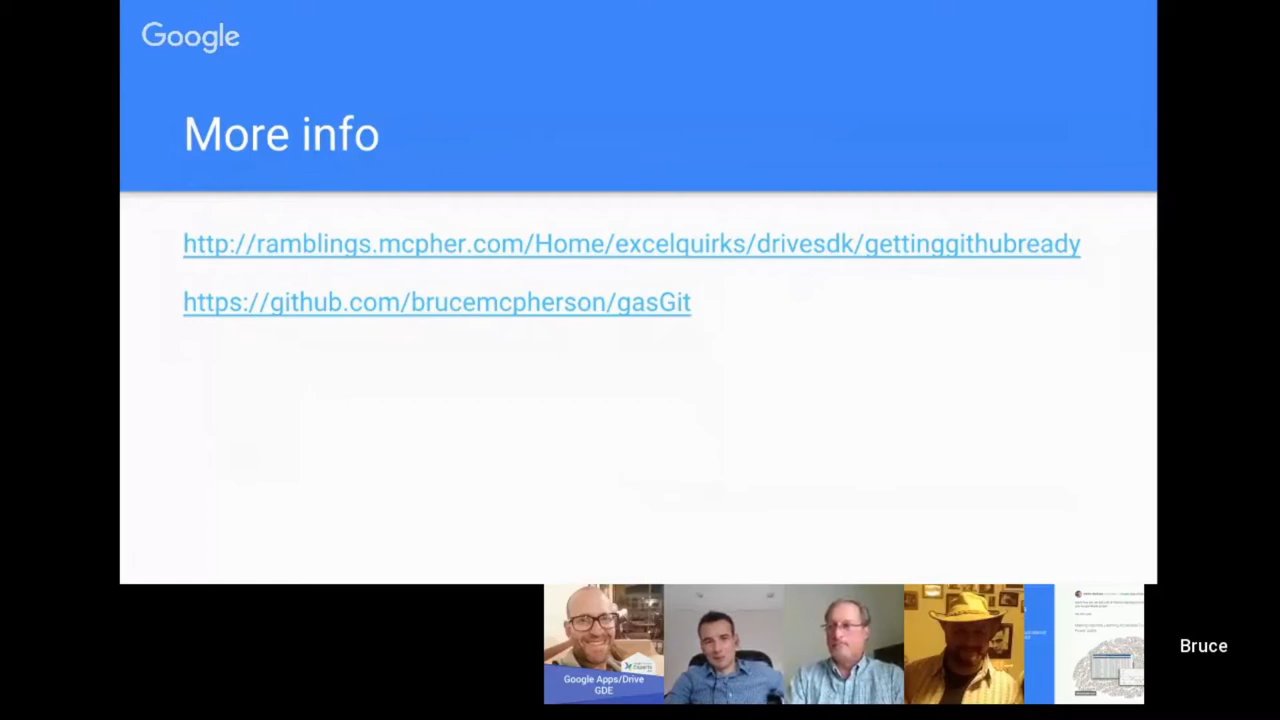 Google
More info
http://ramblings.mcpher.com/Home/excelquirks/drivesdk/gettinggithubready
https://github.com/brucemcpherson/gasGit
Experts
Google Apps/Drive
GDE
Bruce